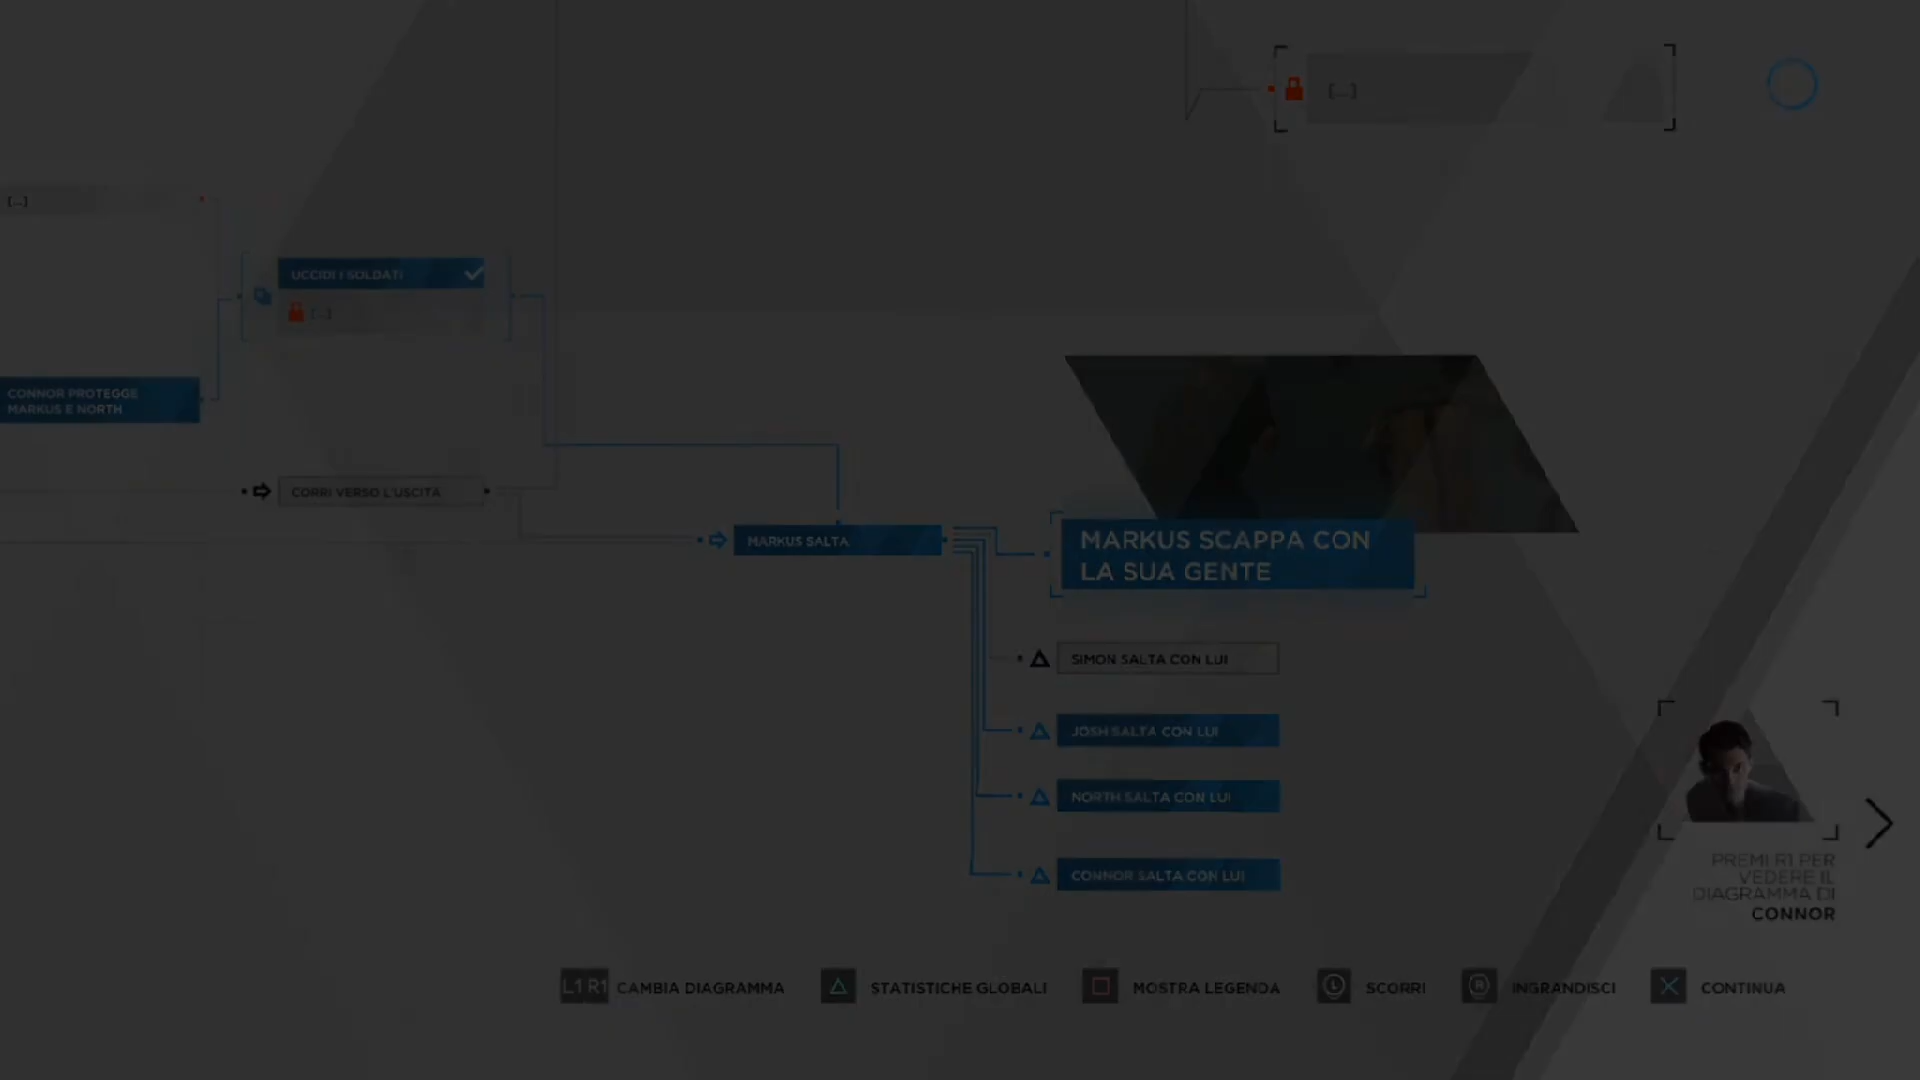 [...]
[...]
UCCIDI I SOLDATI
[...]
CONNOR PROTEGGE
MARKUS E NORTH
CORRI VERSO L'USCITA
MARKUS SALTA
MARKUS SCAPPA CON
LA SUA GENTE
SIMON SALTA CON LUI
JOSH SALTA CON LUI
NORTH SALTA CON LUI
CONNOR SALTA CON LUI
PREMI R1 PER
VEDERE IL
DIAGRAMMA DI
CONNOR
L1 R1 CAMBIA DIAGRAMMA
STATISTICHE GLOBALI
MOSTRA LEGENDA
L SCORRI
R INGRANDISCI
CONTINUA